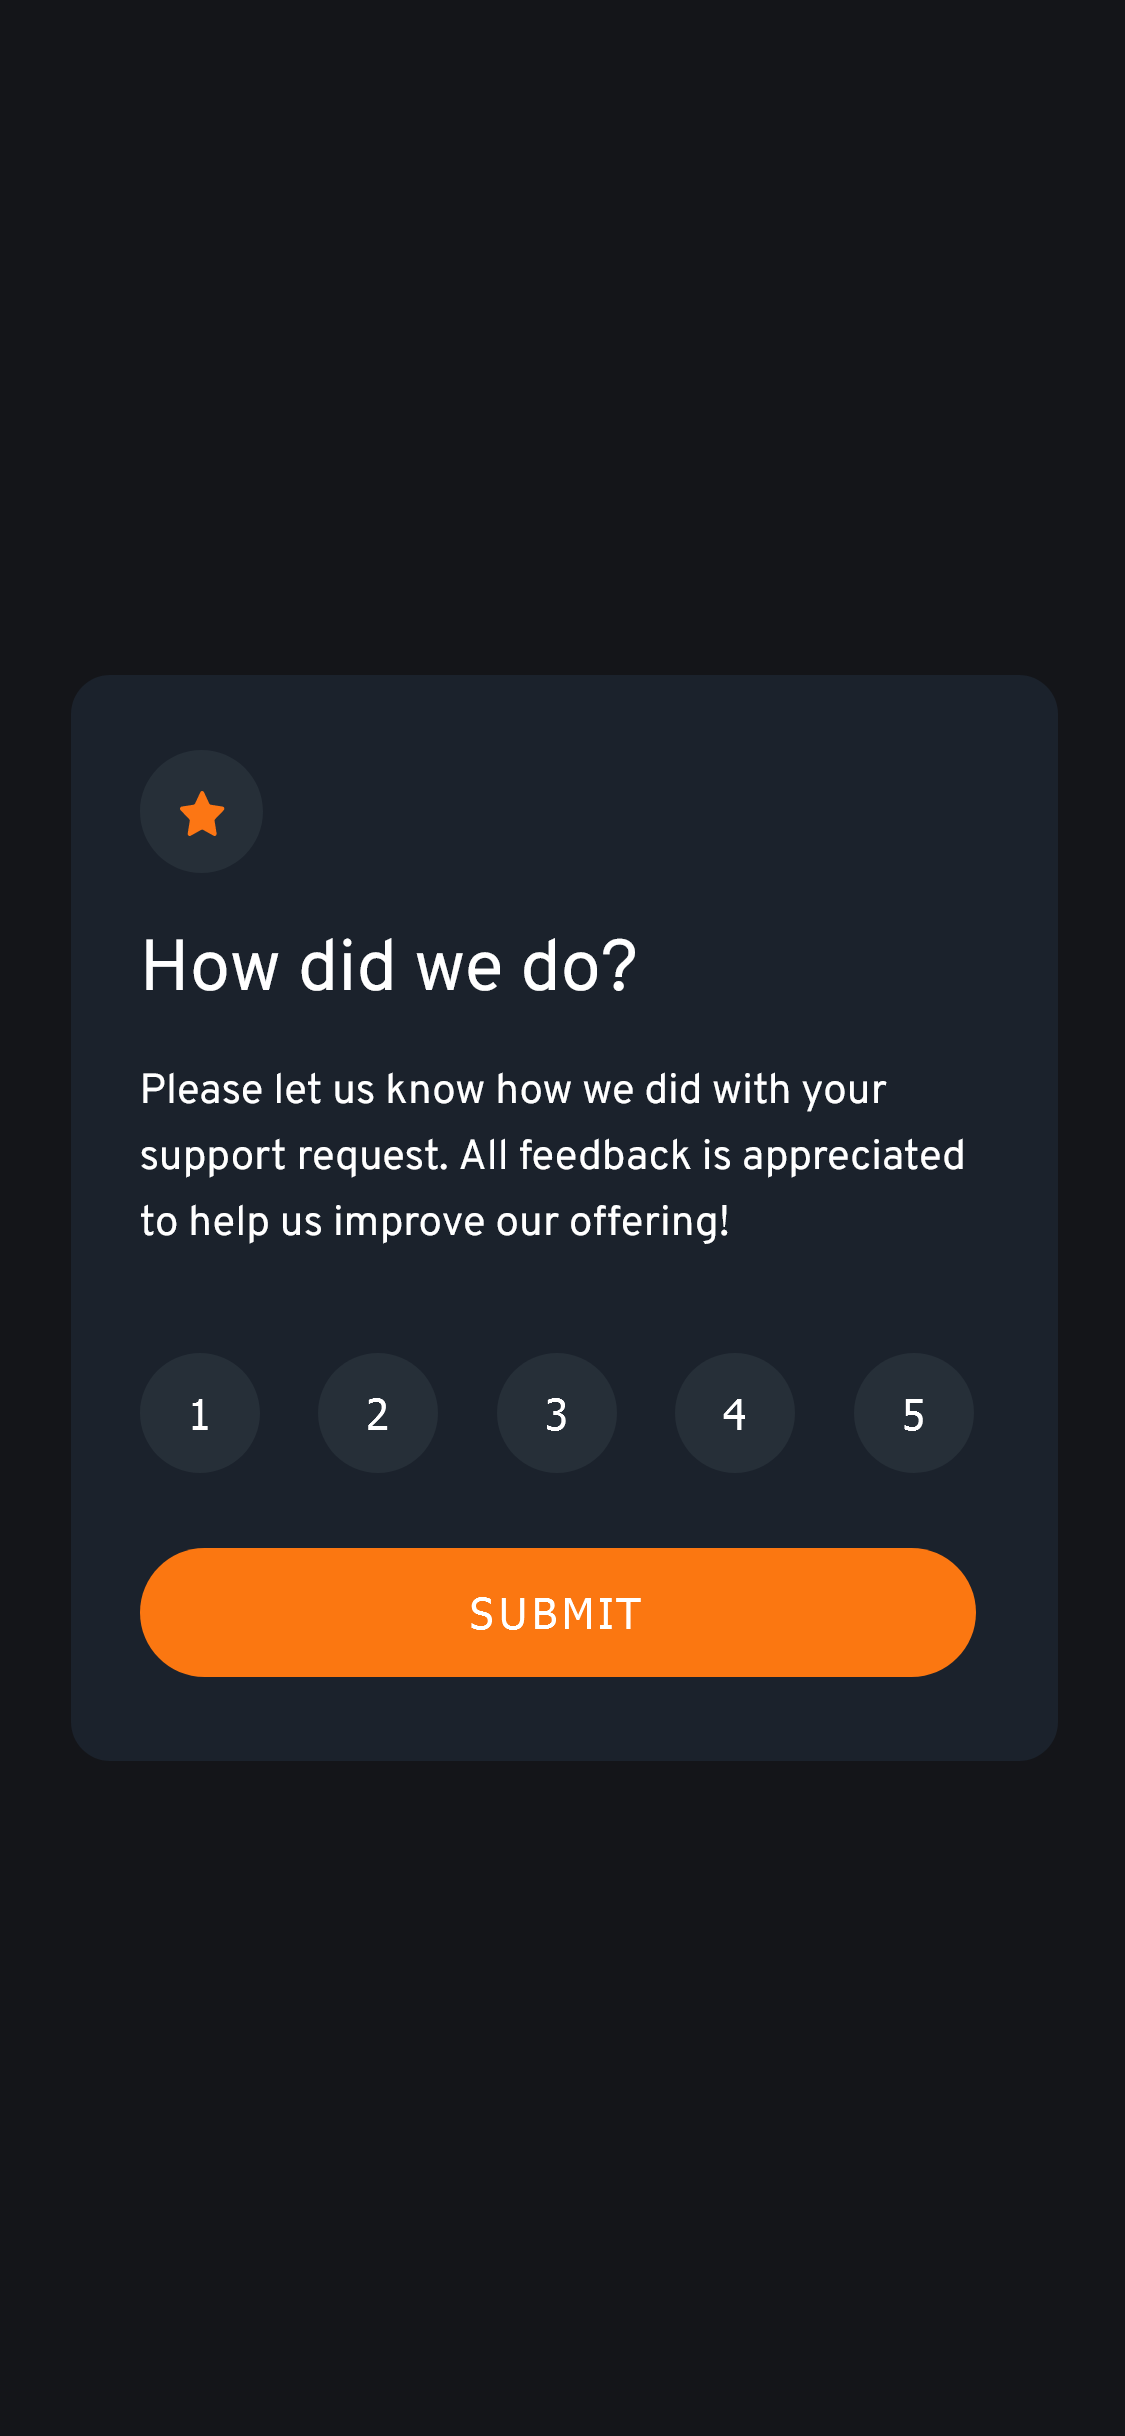 How did we do?
Please let us know how we did with your
support request. All feedback is appreciated
to help us improve our offering!
1 2 3 4 5
SUBMIT